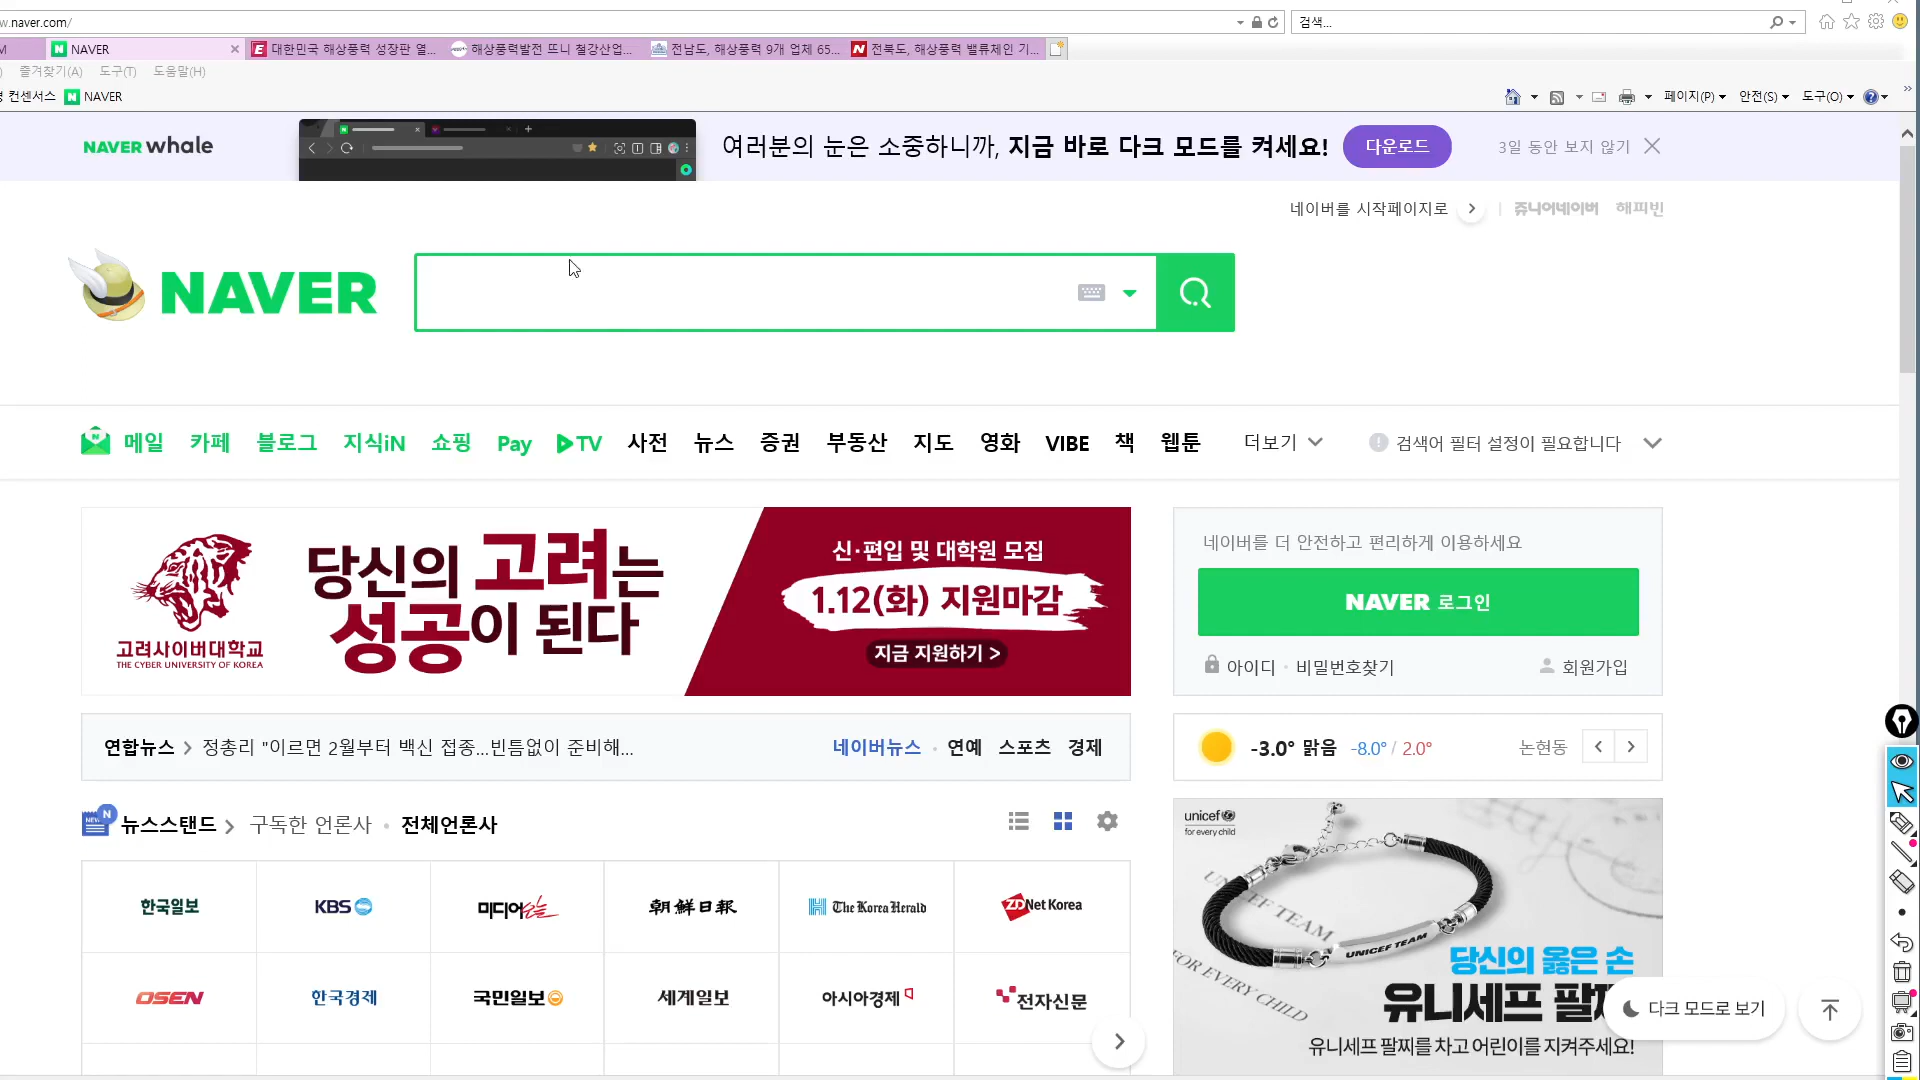 w.naver.com/
검색...
M
NAVER
대한민국 해상풍력 성장판 열...
해상풍력발전 뜨니 철강산업...
전남도, 해상풍력 9개 업체 65...
전북도, 해상풍력 밸류체인 기...
) 즐겨찾기(A) 도구(T) 도움말(H)
컨센서스 NAVER
페이지(P) 안전(S) 도구(O)
NAVER whale
여러분의 눈은 소중하니까, 지금 바로 다크 모드를 켜세요!
다운로드
3일 동안 보지 않기
네이버를 시작페이지로
쥬니어네이버 해피빈
NAVER
메일 카페 블로그 지식iN 쇼핑 Pay TV 사전 뉴스 증권 부동산 지도 영화 VIBE 책 웹툰 더보기
검색어 필터 설정이 필요합니다
고려사이버대학교
THE CYBER UNIVERSITY OF KOREA
당신의 고려는
성공이 된다
신·편입 및 대학원 모집
1.12(화) 지원마감
지금 지원하기 >
네이버를 더 안전하고 편리하게 이용하세요
NAVER 로그인
아이디 · 비밀번호찾기
회원가입
연합뉴스 > 정총리 "이르면 2월부터 백신 접종...빈틈없이 준비해...
네이버뉴스 · 연예 스포츠 경제
-3.0° 맑음 -8.0° / 2.0°
논현동
뉴스스탠드 > 구독한 언론사 · 전체언론사
한국일보
KBS
미디어오늘
朝鮮日報
The Korea Herald
ZDNet Korea
OSEN
한국경제
국민일보
세계일보
아시아경제
전자신문
unicef
for every child
UNICEF TEAM
FOR EVERY CHILD
UNICEF TEAM
당신의 옳은 손
유니세프 팔찌
유니세프 팔찌를 차고 어린이를 지켜주세요!
다크 모드로 보기